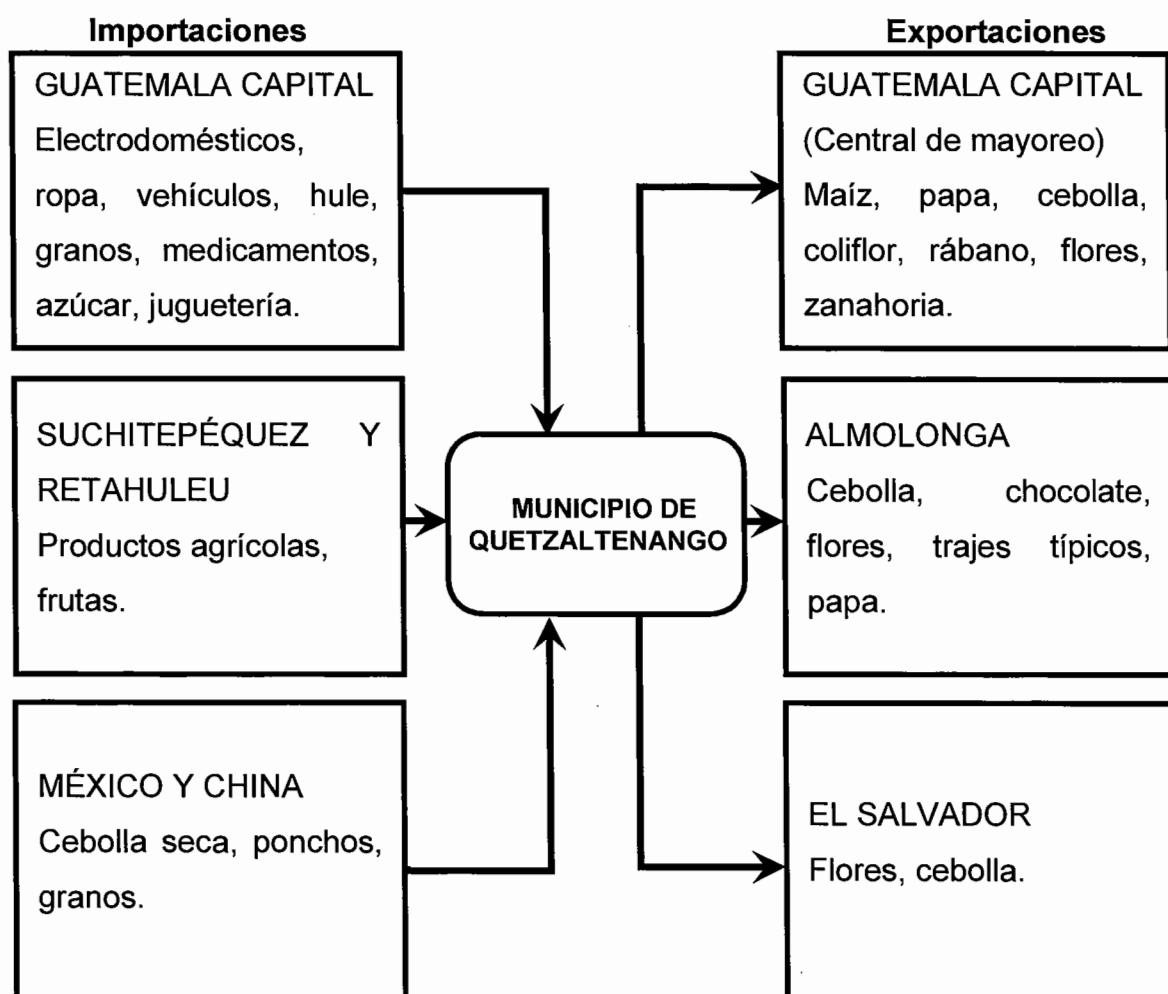 Importaciones
GUATEMALA CAPITAL
Electrodomésticos,
ropa, vehículos, hule,
granos, medicamentos,
azúcar, juguetería.
SUCHITEPÉQUEZ Y
RETAHULEU
Productos agrícolas,
frutas.
MÉXICO Y CHINA
Cebolla seca, ponchos,
granos.
MUNICIPIO DE
QUETZALTENANGO
Exportaciones
GUATEMALA CAPITAL
(Central de mayoreo)
Maíz, papa, cebolla,
coliflor, rábano, flores,
zanahoria.
ALMOLONGA
Cebolla, chocolate,
flores, trajes típicos,
papa.
EL SALVADOR
Flores, cebolla.